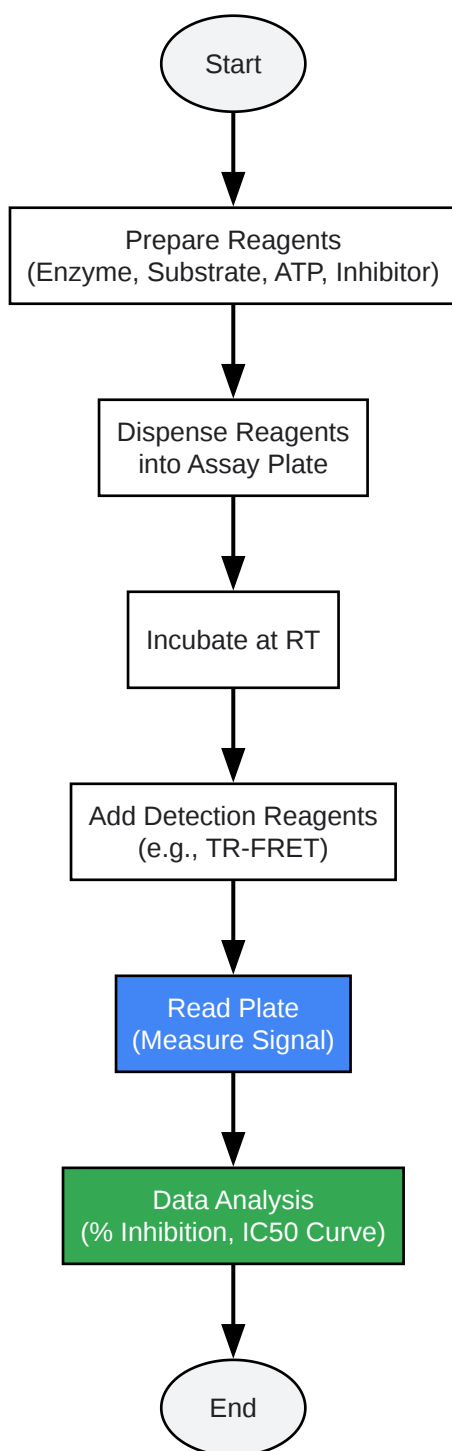 Start
Prepare Reagents
(Enzyme, Substrate, ATP, Inhibitor)
Dispense Reagents
into Assay Plate
Incubate at RT
Add Detection Reagents
(e.g., TR-FRET)
Read Plate
(Measure Signal)
Data Analysis
(% Inhibition, IC50 Curve)
End